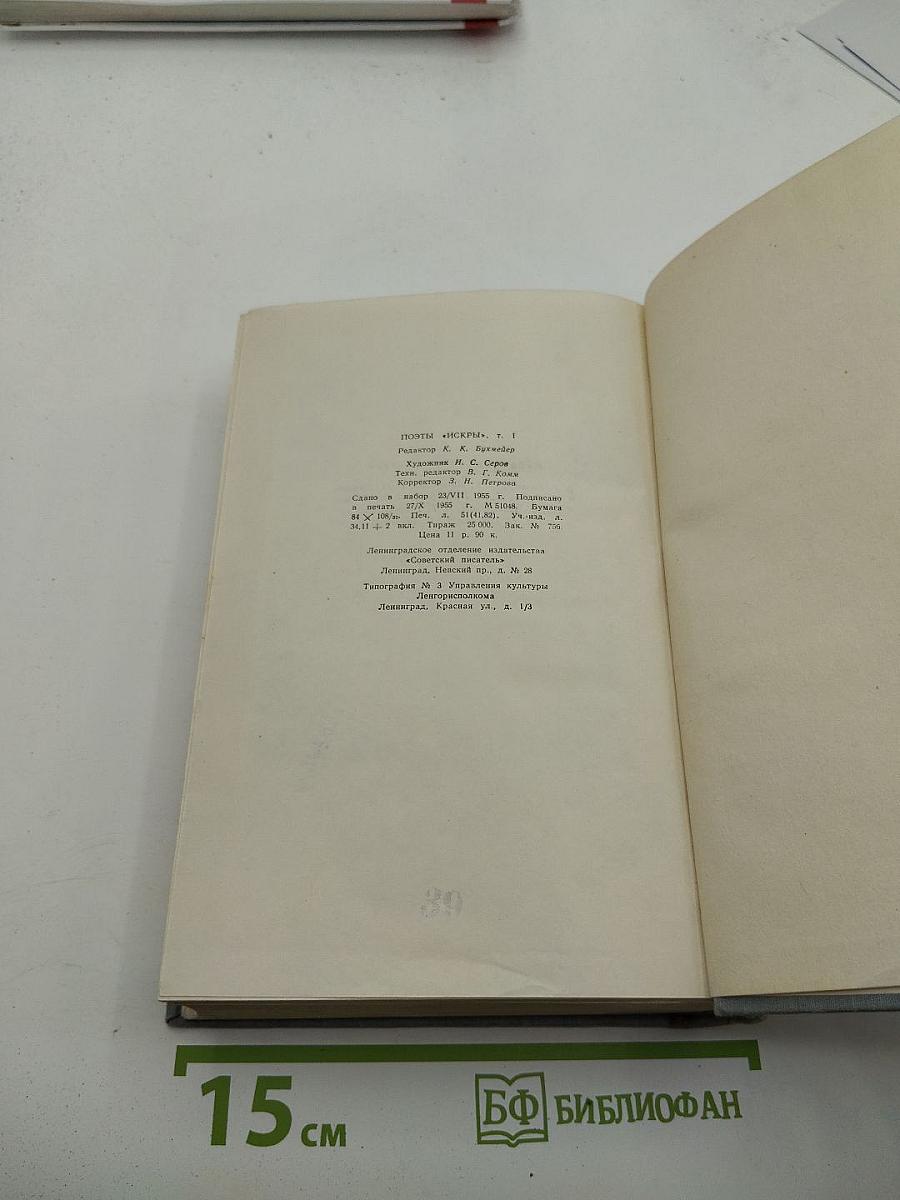 ПОЭТЫ «ИСКРЫ», т. I
Редактор К. К. Бухмейер
Художник И. С. Серов
Техн. редактор В. Г. Комм
Корректор З. Н. Петрова
Сдано в набор 23/VII 1955 г. Подписано
в печать 27/X 1955 г. М 51048. Бумага
84 × 108/32. Печ. л. 51(41,82). Уч.-изд. л.
34,11 + 2 вкл. Тираж 25 000. Зак. № 756.
Цена 11 р. 90 к.
Ленинградское отделение издательства
«Советский писатель»
Ленинград, Невский пр., д. № 28
Типография № 3 Управления культуры
Ленгорисполкома
Ленинград, Красная ул., д. 1/3
15 см
БФ БИБЛИОФАН